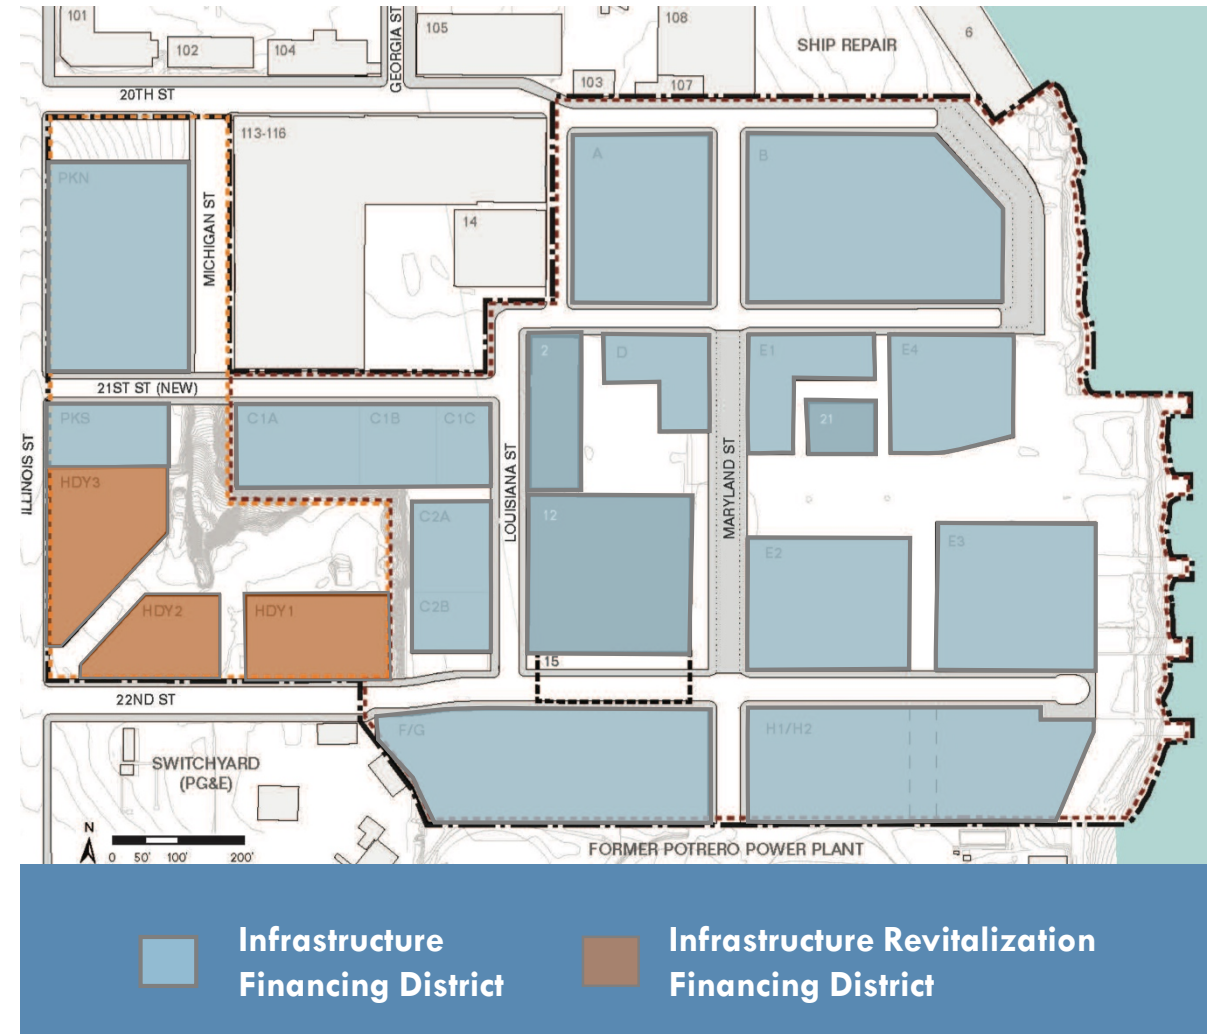 101
102
104
GEORGIA ST
105
108
103
107
SHIP REPAIR
6
20TH ST
113-116
14
A
B
PKN
MICHIGAN ST
21ST ST (NEW)
PKS
C1A
C1B
C1C
2
D
E1
E4
21
ILLINOIS ST
HDY3
LOUISIANA ST
MARYLAND ST
C2A
12
E2
E3
HDY2
HDY1
C2B
15
22ND ST
F/G
H1/H2
SWITCHYARD
(PG&E)
N
0 50' 100' 200'
FORMER POTRERO POWER PLANT
Infrastructure
Financing District
Infrastructure Revitalization
Financing District